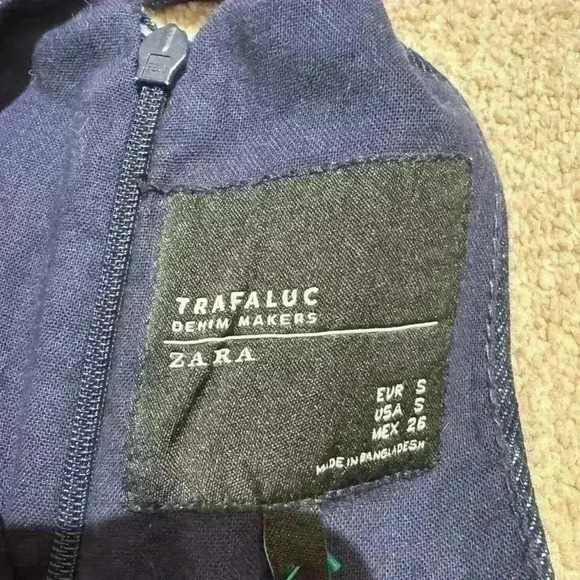 TRAFALUC
DENIM MAKERS
ZARA
EUR S
USA S
MEX 26
MADE IN BANGLADESH